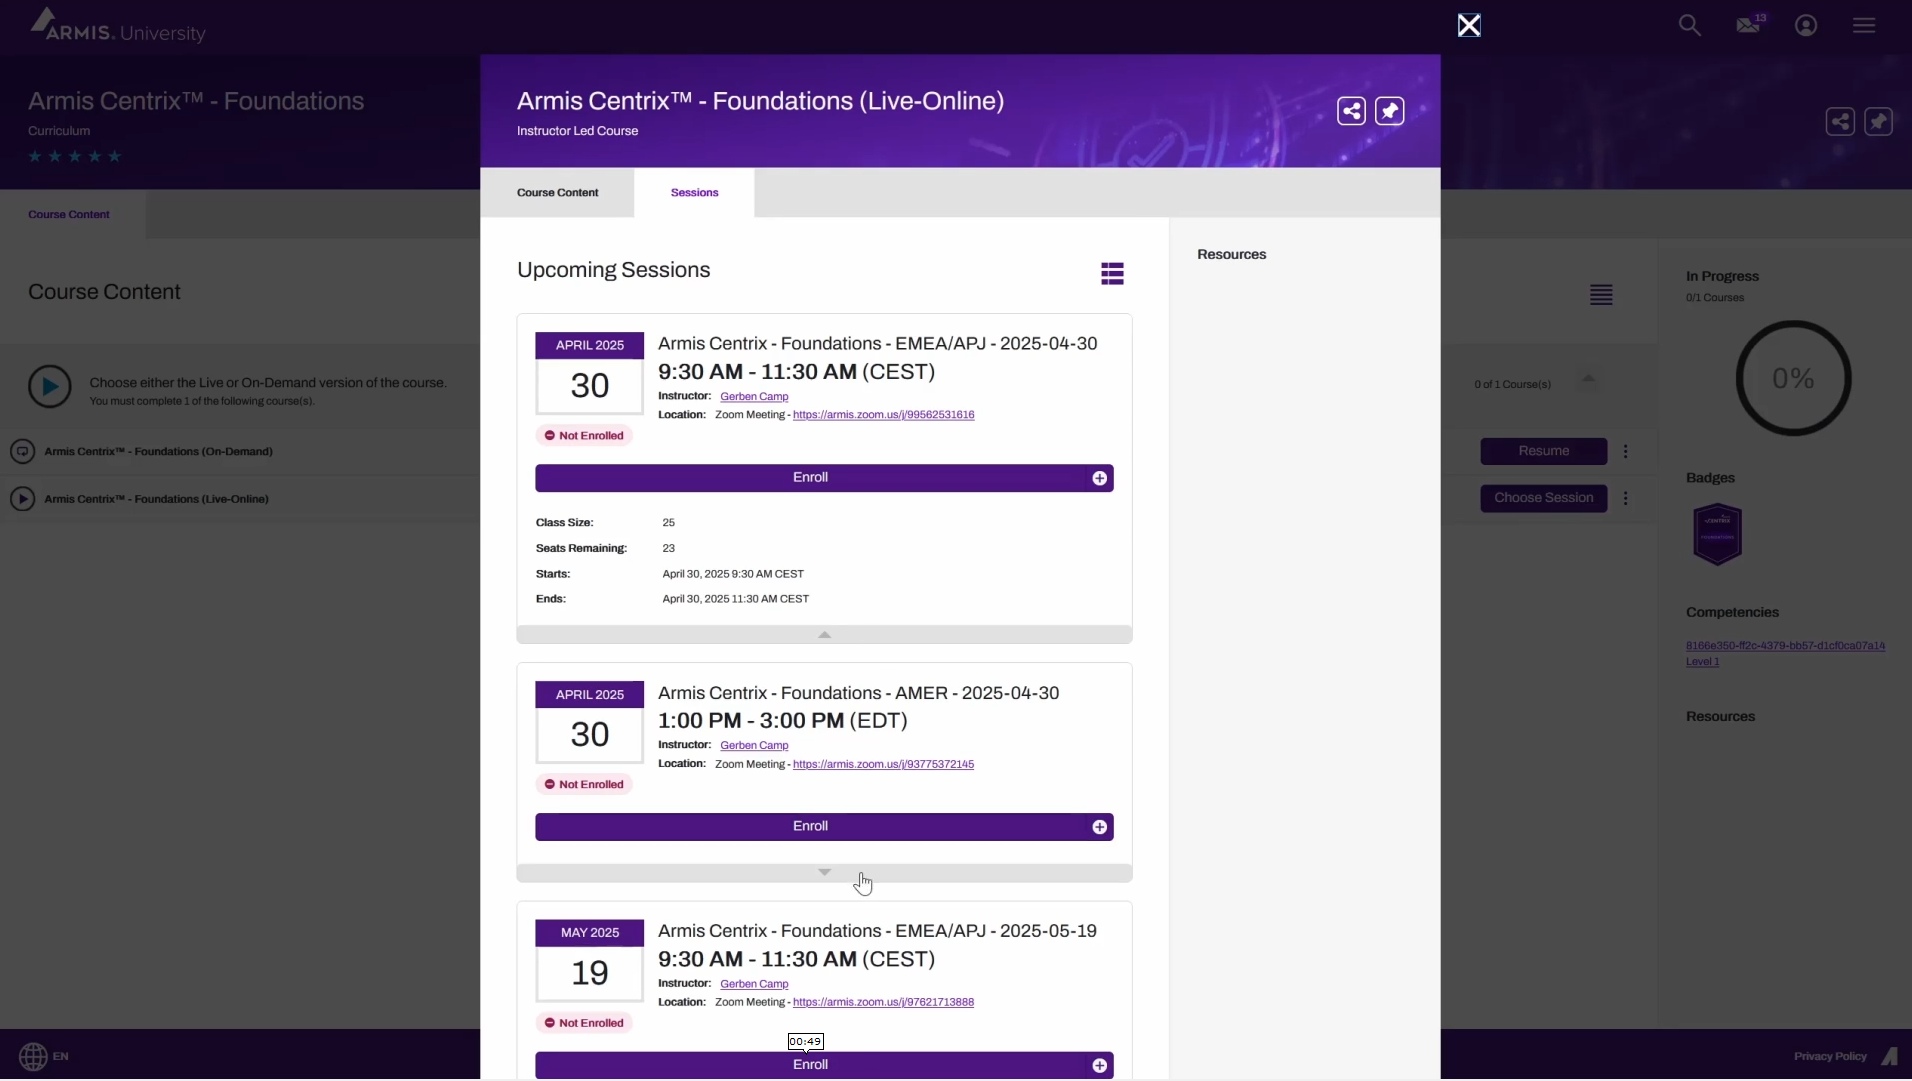 ARMIS. University
13
Armis Centrix™ - Foundations
Curriculum
Course Content
Course Content
Choose either the Live or On-Demand version of the course.
You must complete 1 of the following course(s).
Armis Centrix™ - Foundations (On-Demand)
Armis Centrix™ - Foundations (Live-Online)
Armis Centrix™ - Foundations (Live-Online)
Instructor Led Course
Course Content
Sessions
Upcoming Sessions
Resources
APRIL 2025
30
Not Enrolled
Armis Centrix - Foundations - EMEA/APJ - 2025-04-30
9:30 AM - 11:30 AM (CEST)
Instructor: Gerben Camp
Location: Zoom Meeting - https://armis.zoom.us/j/99562531616
Enroll
Class Size: 25
Seats Remaining: 23
Starts: April 30, 2025 9:30 AM CEST
Ends: April 30, 2025 11:30 AM CEST
APRIL 2025
30
Not Enrolled
Armis Centrix - Foundations - AMER - 2025-04-30
1:00 PM - 3:00 PM (EDT)
Instructor: Gerben Camp
Location: Zoom Meeting - https://armis.zoom.us/j/93775372145
Enroll
MAY 2025
19
Not Enrolled
Armis Centrix - Foundations - EMEA/APJ - 2025-05-19
9:30 AM - 11:30 AM (CEST)
Instructor: Gerben Camp
Location: Zoom Meeting - https://armis.zoom.us/j/97621713888
00:49
Enroll
0 of 1 Course(s)
Resume
Choose Session
In Progress
0/1 Courses
0%
Badges
CENTRIX
FOUNDATIONS
Competencies
8166e350-ff2c-4379-bb57-d1cf0ca07a14
Level 1
Resources
EN
Privacy Policy